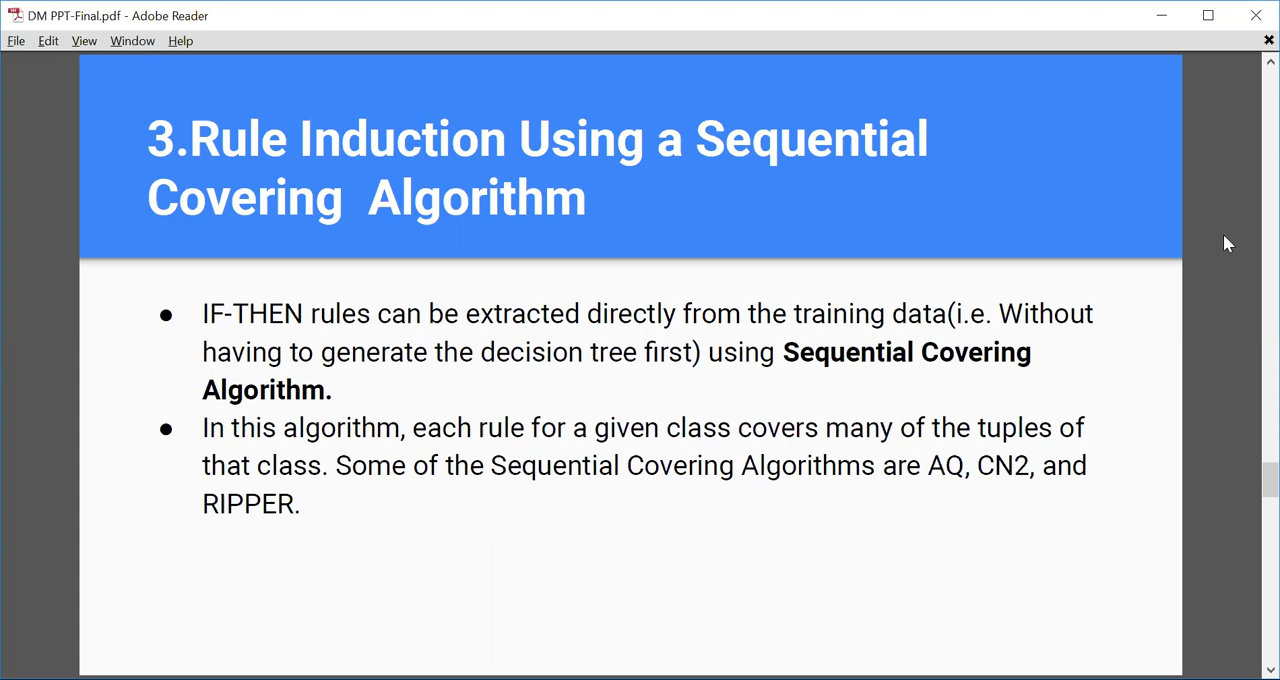 DM PPT-Final.pdf - Adobe Reader
File Edit View Window Help
3.Rule Induction Using a Sequential
Covering Algorithm
● IF-THEN rules can be extracted directly from the training data(i.e. Without
having to generate the decision tree first) using Sequential Covering
Algorithm.
● In this algorithm, each rule for a given class covers many of the tuples of
that class. Some of the Sequential Covering Algorithms are AQ, CN2, and
RIPPER.